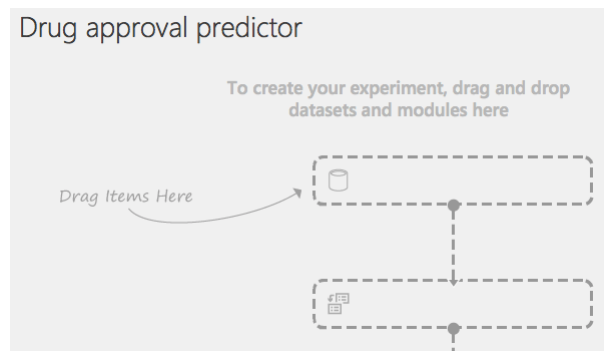 Drug approval predictor
To create your experiment, drag and drop
datasets and modules here
Drag Items Here